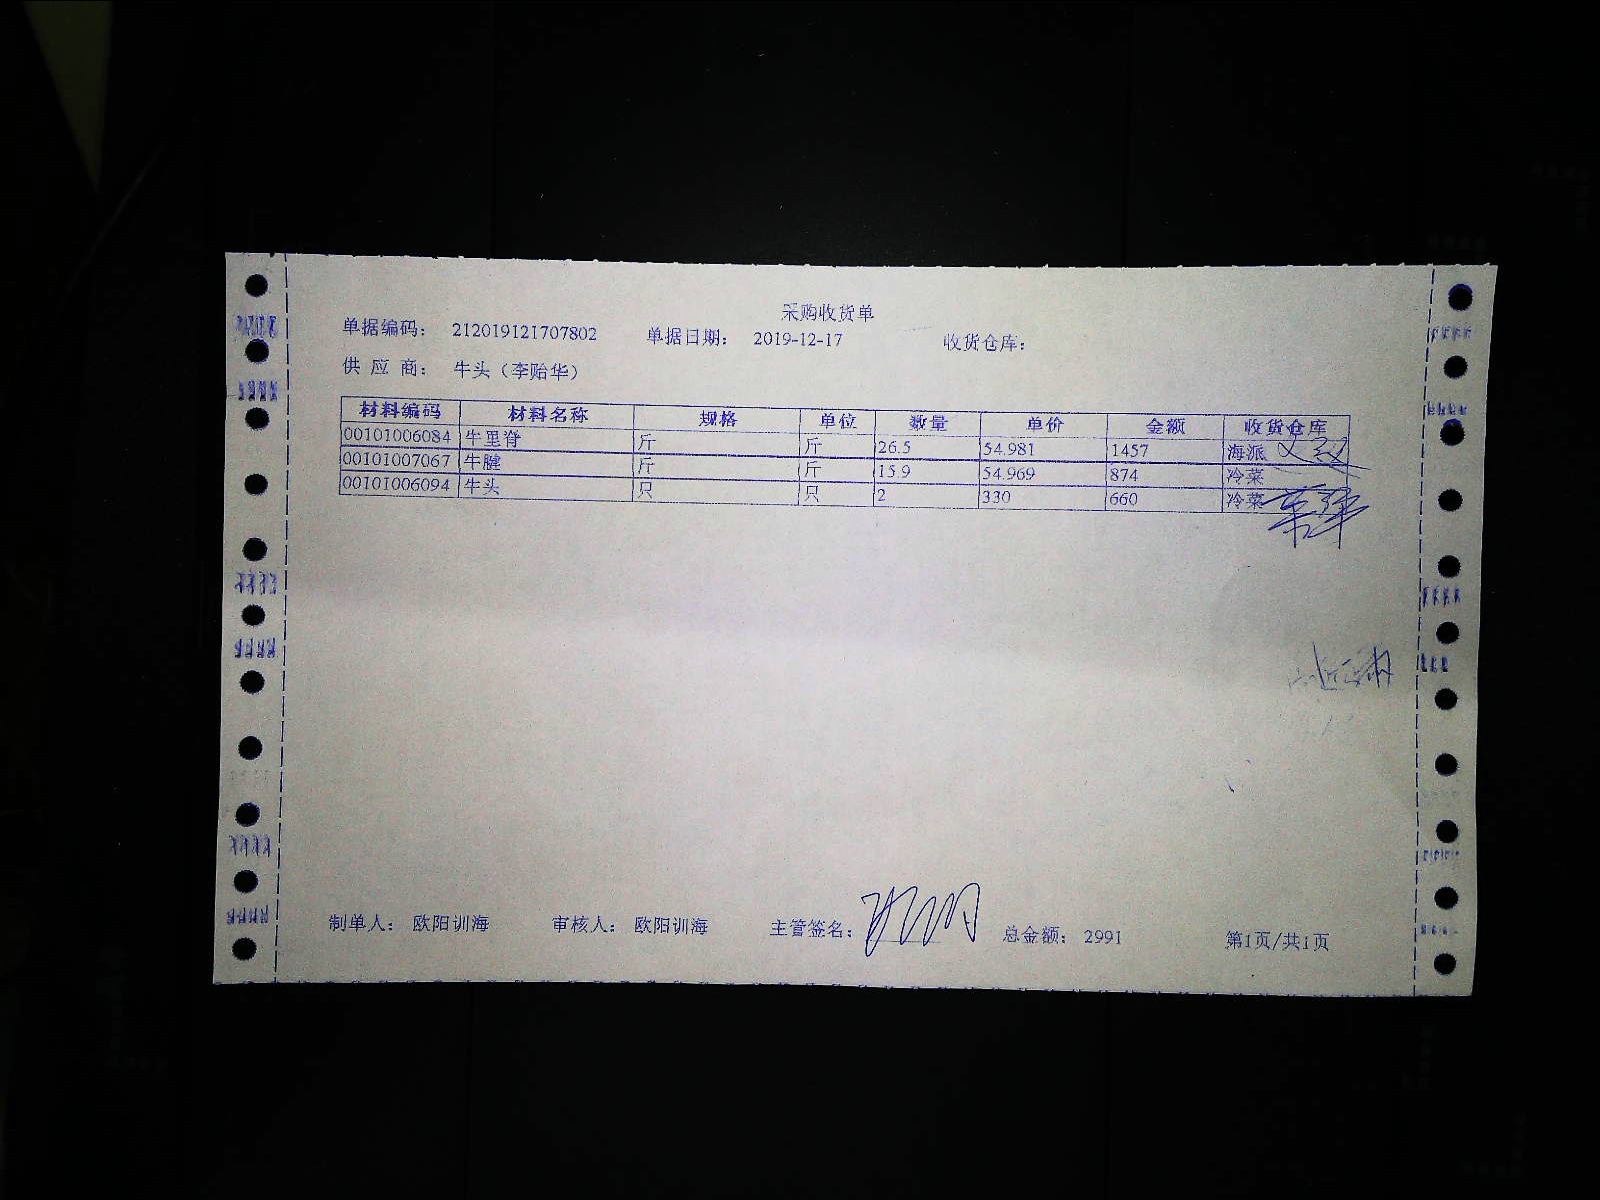 采购收货单
单据编码： 212019121707802 单据日期： 2019-12-17 收货仓库：
供 应 商： 牛头（李贻华）
材料编码 材料名称 规格 单位 数量 单价 金额 收货仓库
00101006084 牛里脊 斤 斤 26.5 54.981 1457 海派
00101007067 牛腱 斤 斤 15.9 54.969 874 冷菜
00101006094 牛头 只 只 2 330 660 冷菜
制单人： 欧阳训海 审核人： 欧阳训海 主管签名： 总金额： 2991 第1页/共1页